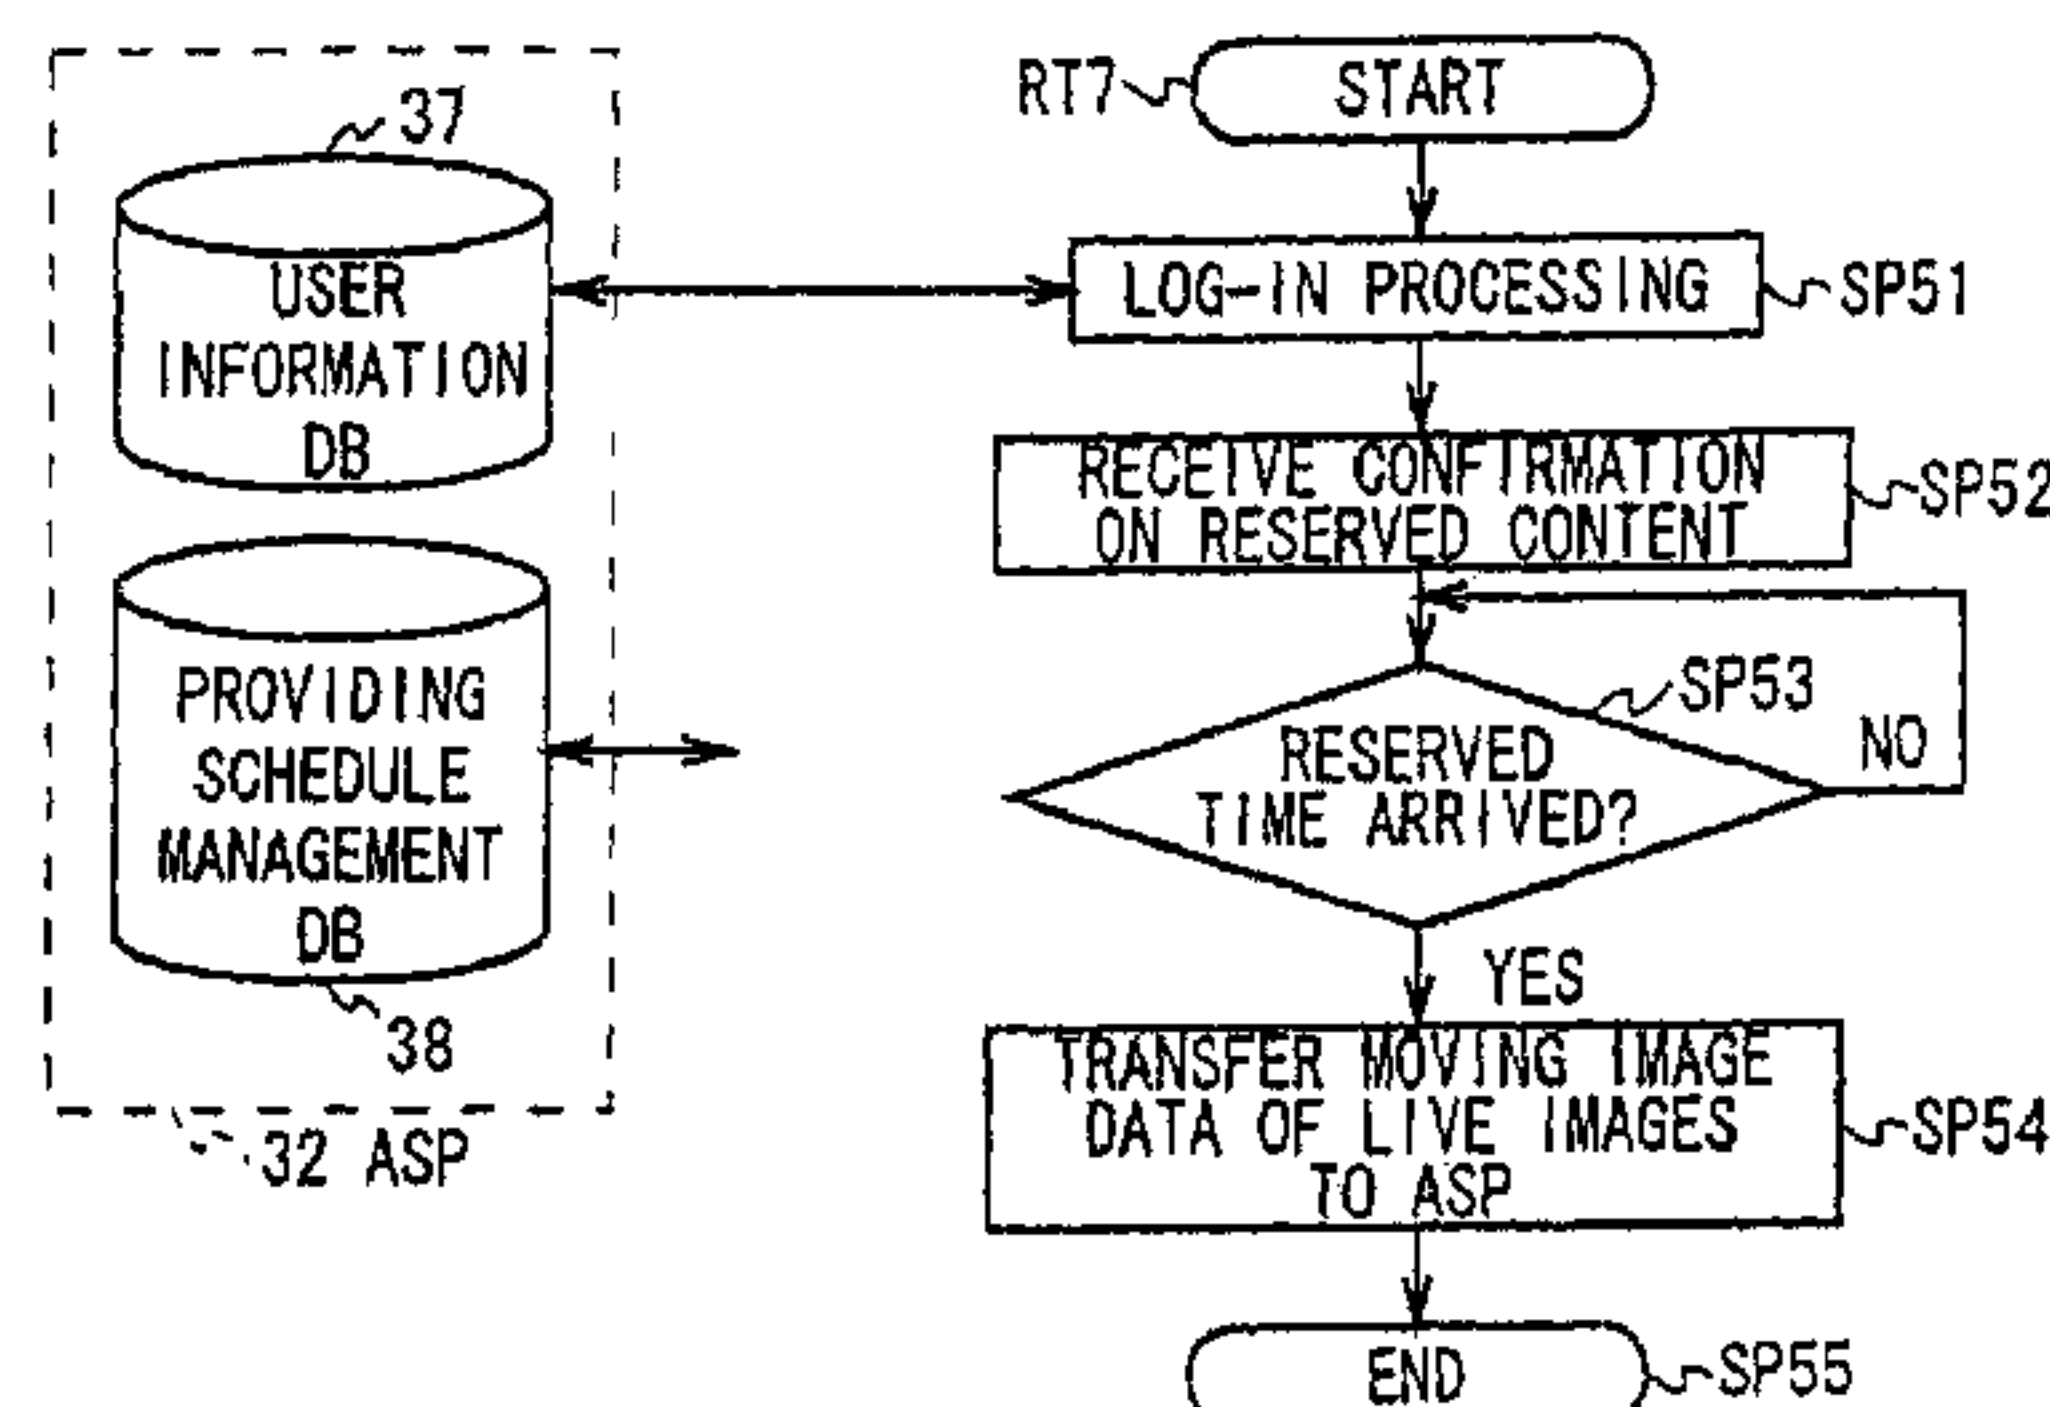 37
USER
INFORMATION
DB
PROVIDING
SCHEDULE
MANAGEMENT
DB
38
32 ASP
RT7
START
LOG-IN PROCESSING
SP51
RECEIVE CONFIRMATION
ON RESERVED CONTENT
SP52
SP53
RESERVED
TIME ARRIVED?
NO
YES
TRANSFER MOVING IMAGE
DATA OF LIVE IMAGES
TO ASP
SP54
END
SP55